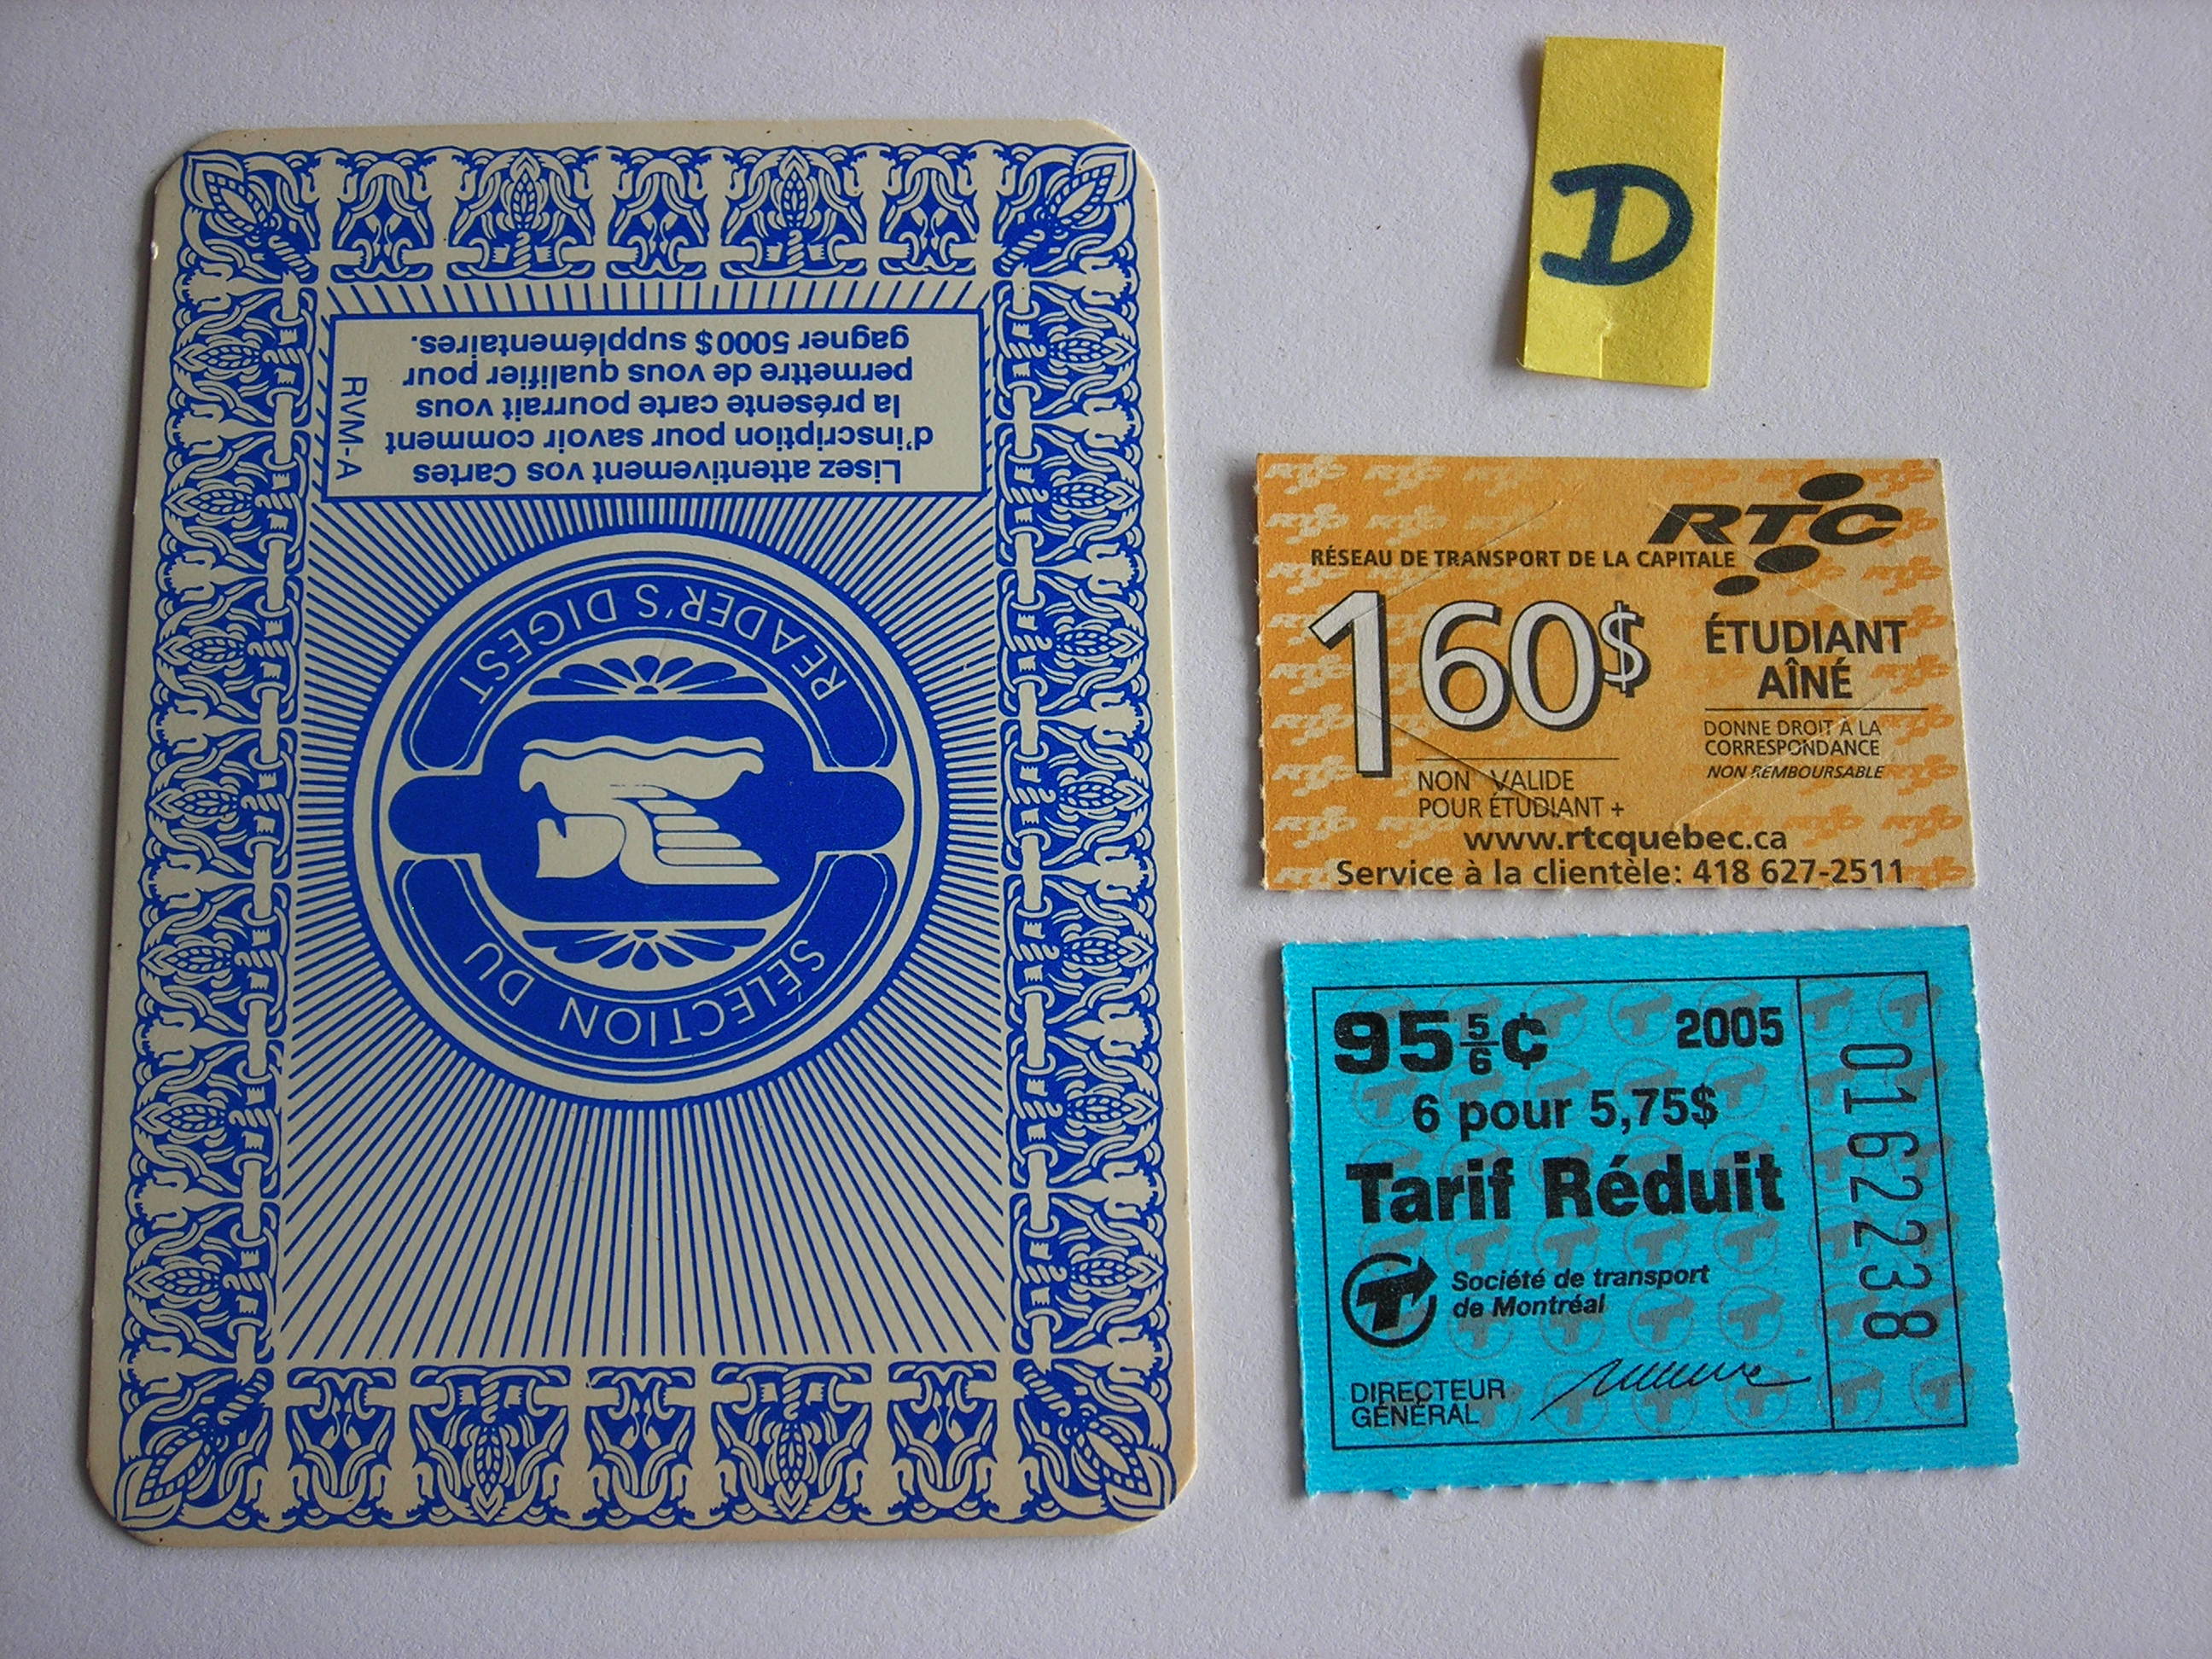 Lisez attentivement vos Cartes
d'inscription pour savoir comment
la présente carte pourrait vous
permettre de vous qualifier pour
gagner 5000 $ supplémentaires.
RVM-A
SÉLECTION DU
READER'S DIGEST
D
RTC
RÉSEAU DE TRANSPORT DE LA CAPITALE
1 60$
ÉTUDIANT
AÎNÉ
DONNE DROIT À LA
CORRESPONDANCE
NON REMBOURSABLE
NON VALIDE
POUR ÉTUDIANT +
www.rtcquebec.ca
Service à la clientèle: 418 627-2511
95 5/6 ¢ 2005
6 pour 5,75$
Tarif Réduit
Société de transport
de Montréal
DIRECTEUR
GÉNÉRAL
0162238